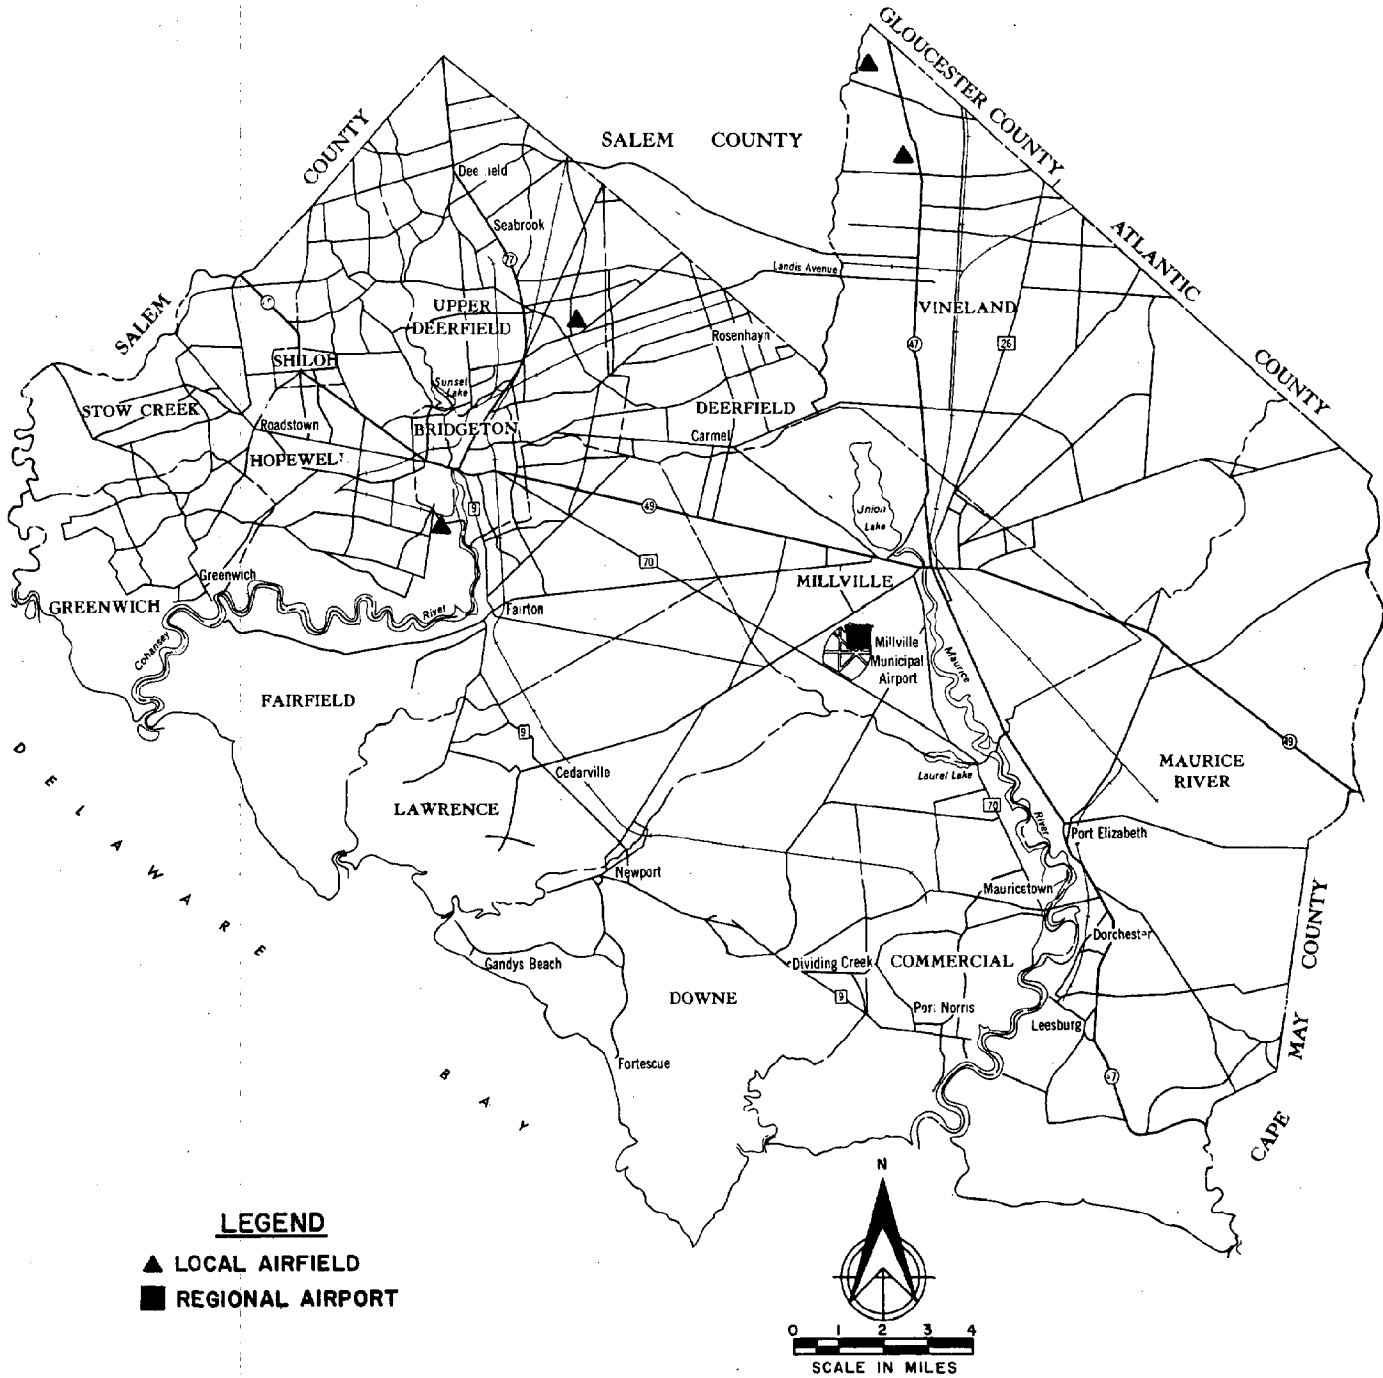 GLOUCESTER COUNTY
SALEM COUNTY
COUNTY
SALEM
ATLANTIC
COUNTY
Seabrook
77
Landis Avenue
UPPER
DEERFIELD
VINELAND
Rosenhayn
47
26
STOW CREEK
Lake
DEERFIELD
Roadstown
BRIDGETON
Carmel
9
49
Lake
70
Greenwich
MILLVILLE
GREENWICH
River
Fairton
Cohansey
Millville
Municipal
Airport
Maurice
FAIRFIELD
9
49
MAURICE
RIVER
Cedarville
Laurel Lake
LAWRENCE
70
River
Port Elizabeth
Newport
Mauricetown
COUNTY
Dorchester
Gandys Beach
Dividing Creek
COMMERCIAL
DOWNE
9
Leesburg
MAY
Fortescue
CAPE
DELAWARE
BAY
N
LEGEND
LOCAL AIRFIELD
REGIONAL AIRPORT
0 1 2 3 4
SCALE IN MILES